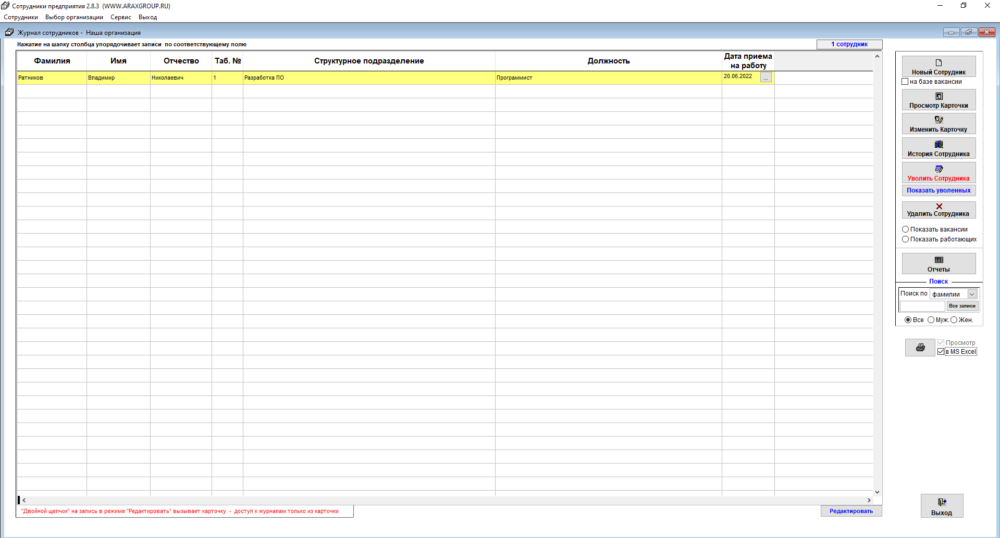 Сотрудники предприятия 2.8.3 (WWW.ARAXGROUP.RU)
Сотрудники Выбор организации Сервис Выход
Журнал сотрудников - Наша организация
Нажатие на шапку столбца упорядочивает записи по соответствующему полю
1 сотрудник
Фамилия Имя Отчество Таб. № Структурное подразделение Должность Дата приема на работу
Ратников Владимир Николаевич 1 Разработка ПО Программист 20.06.2022 ...
Новый Сотрудник
на базе вакансии
Просмотр Карточки
Изменить Карточку
История Сотрудника
Уволить Сотрудника
Показать уволенных
Удалить Сотрудника
Показать вакансии
Показать работающих
Отчеты
Поиск
Поиск по фамилии
Все записи
Все Муж. Жен.
Просмотр
в MS Excel
"Двойной щелчок" на запись в режиме "Редактировать" вызывает карточку - доступ к журналам только из карточки
Редактировать
Выход